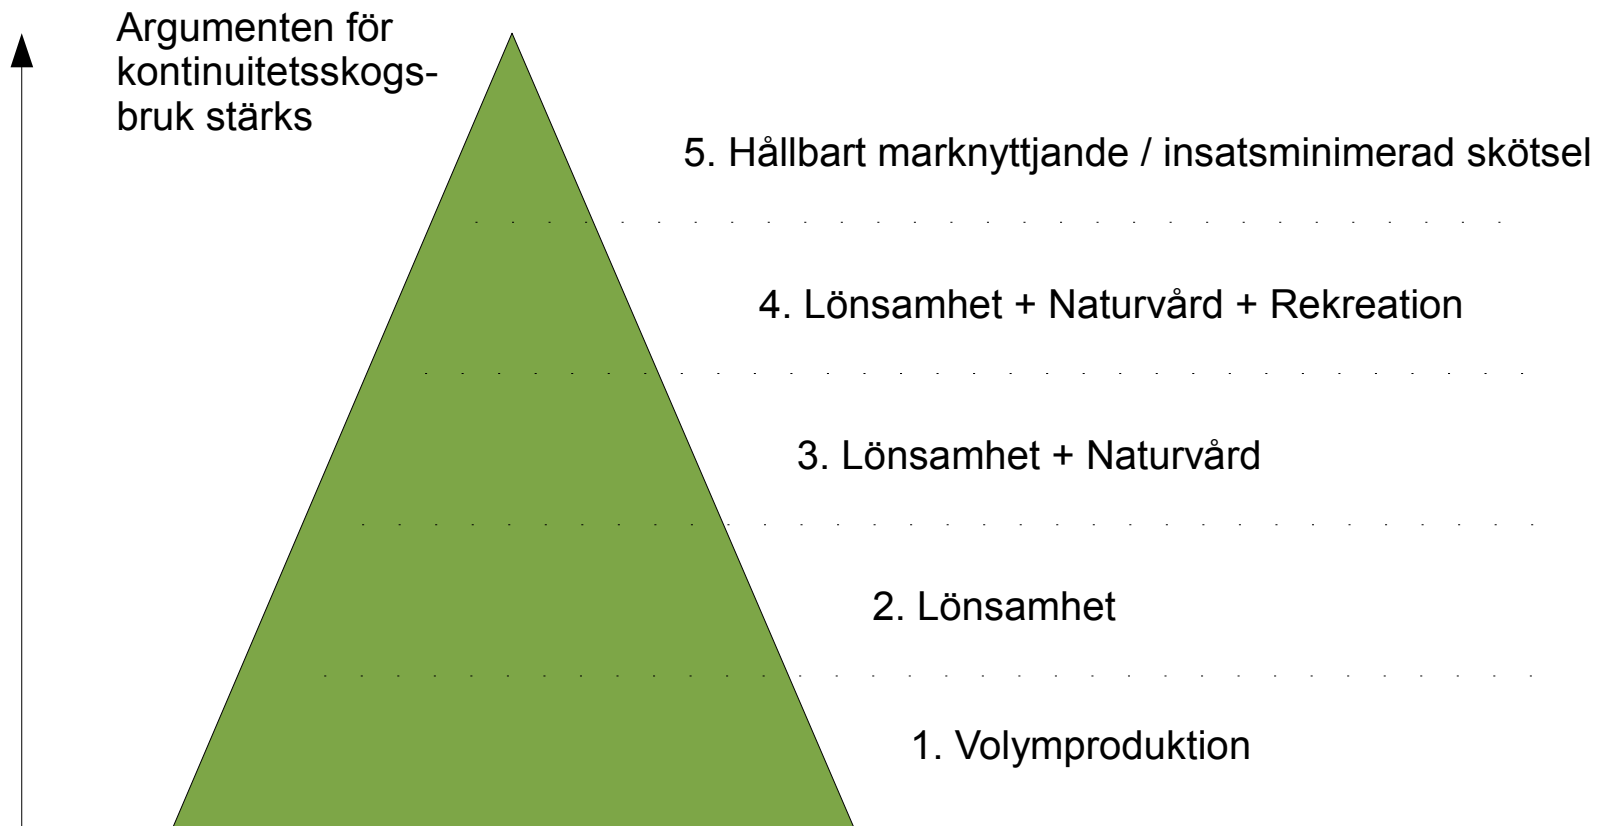 Argumenten för
kontinuitetsskogs-
bruk stärks
5. Hållbart marknyttjande / insatsminimerad skötsel
4. Lönsamhet + Naturvård + Rekreation
3. Lönsamhet + Naturvård
2. Lönsamhet
1. Volymproduktion